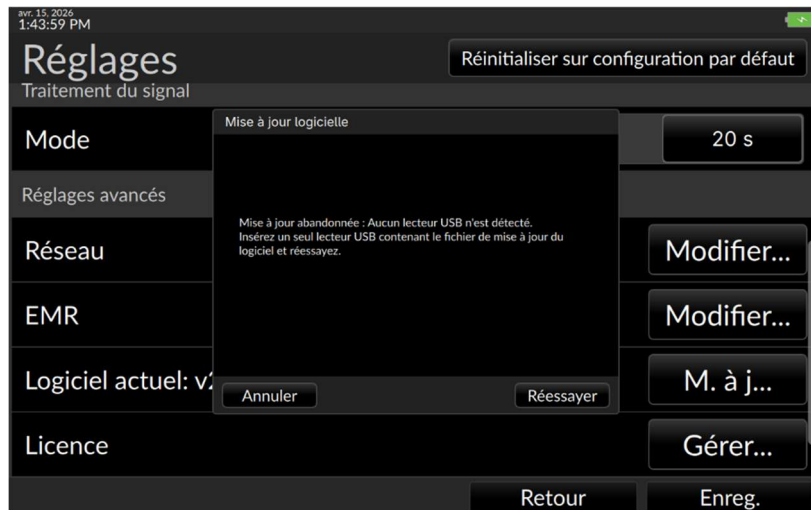 avr. 15, 2026
1:43:59 PM
Réglages
Réinitialiser sur configuration par défaut
Traitement du signal
Mode
20 s
Réglages avancés
Mise à jour logicielle
Mise à jour abandonnée : Aucun lecteur USB n'est détecté.
Insérez un seul lecteur USB contenant le fichier de mise à jour du
logiciel et réessayez.
Annuler
Réessayer
Réseau
Modifier...
EMR
Modifier...
Logiciel actuel: v2
M. à j...
Licence
Gérer...
Retour
Enreg.